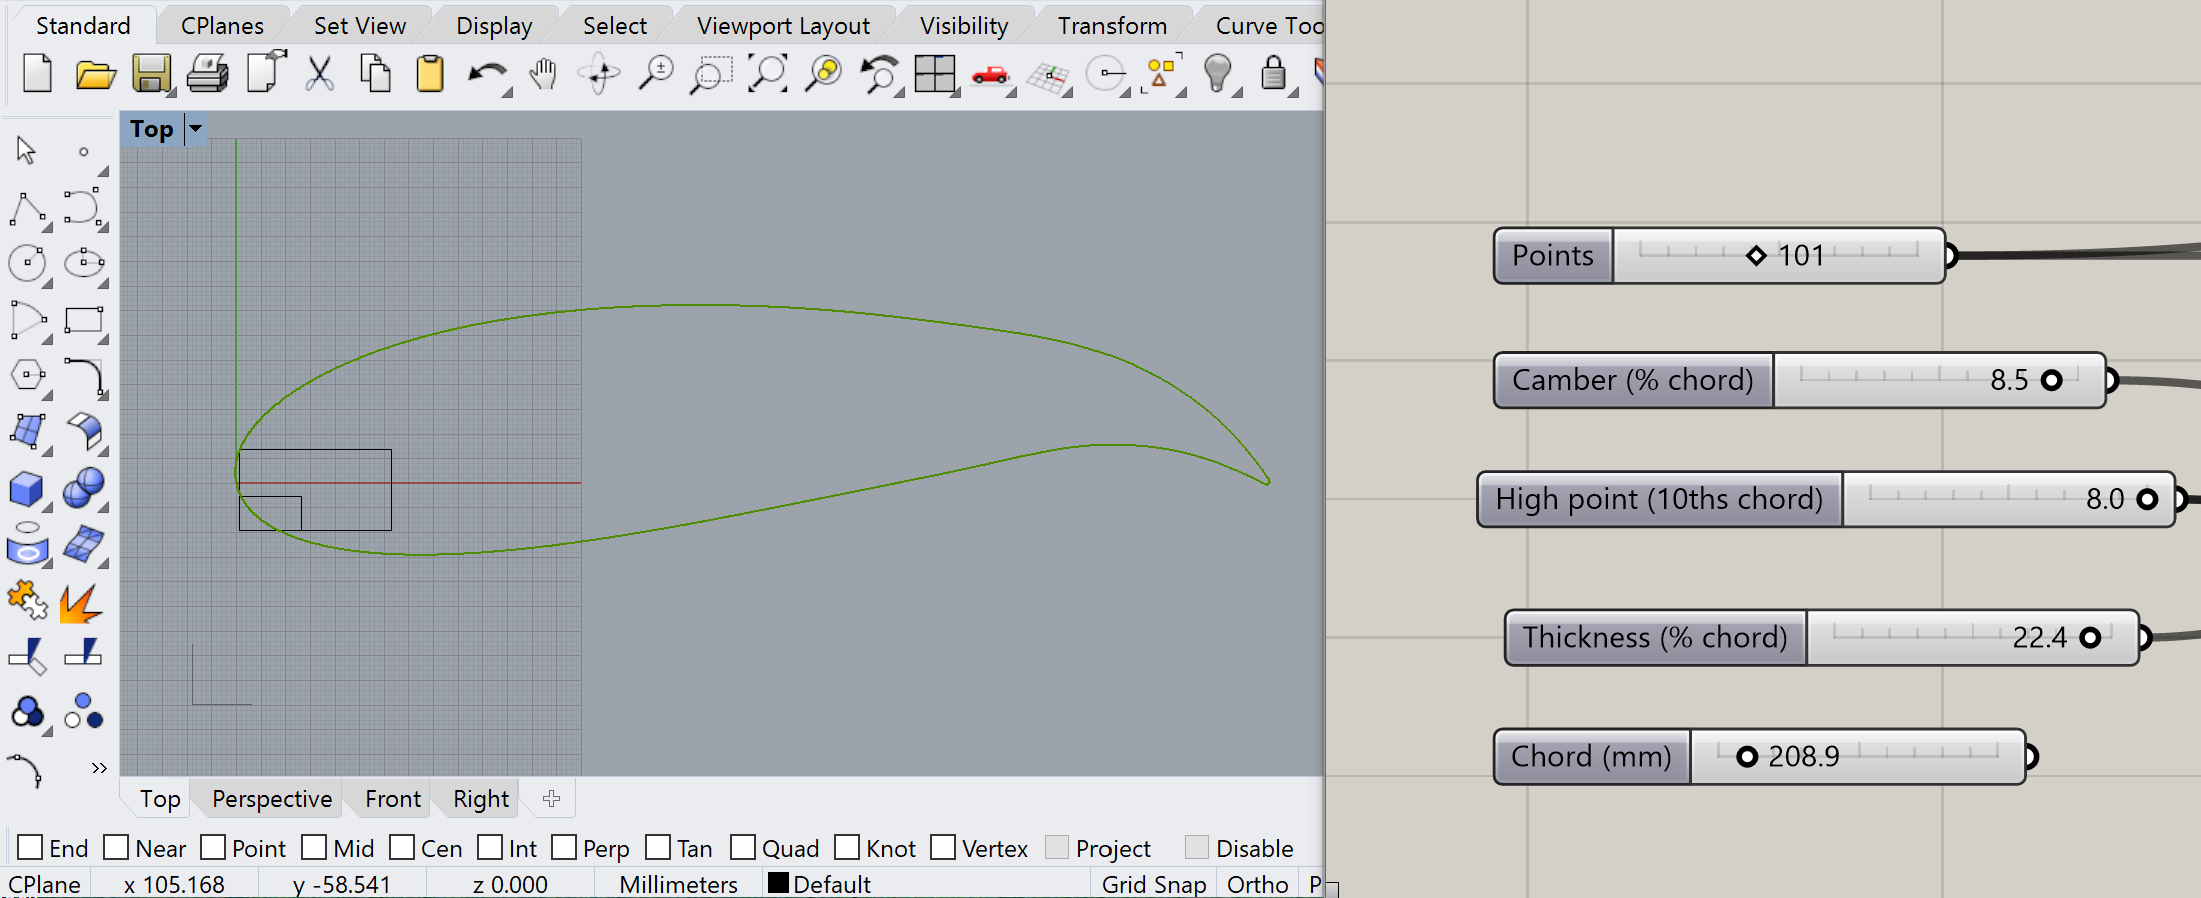 Standard CPlanes Set View Display Select Viewport Layout Visibility Transform Curve Too
Top
Points 101
Camber (% chord) 8.5
High point (10ths chord) 8.0
Thickness (% chord) 22.4
Chord (mm) 208.9
»
Top Perspective Front Right
End Near Point Mid Cen Int Perp Tan Quad Knot Vertex Project Disable
CPlane x 105.168 y -58.541 z 0.000 Millimeters Default Grid Snap Ortho P